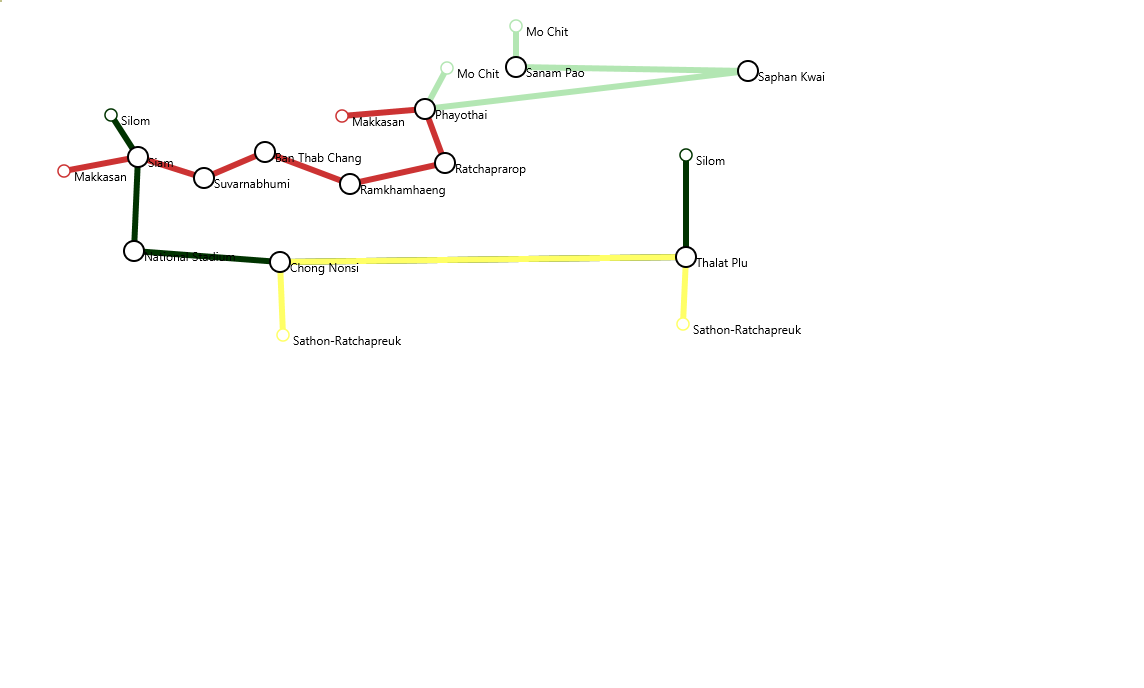 Mo Chit
Mo Chit
Sanam Pao
Saphan Kwai
Silom
Makkasan
Phayothai
Siam
Ban Thab Chang
Silom
Makkasan
Suvarnabhumi
Ramkhamhaeng
Ratchaprarop
National Stadium
Chong Nonsi
Thalat Plu
Sathon-Ratchapreuk
Sathon-Ratchapreuk